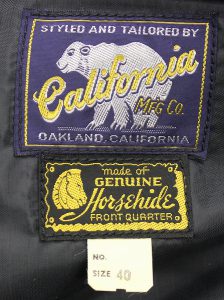 STYLED AND TAILORED BY
California
MFG Co.
OAKLAND, CALIFORNIA
made of
GENUINE
Horsehide
FRONT QUARTER
NO.
SIZE 40